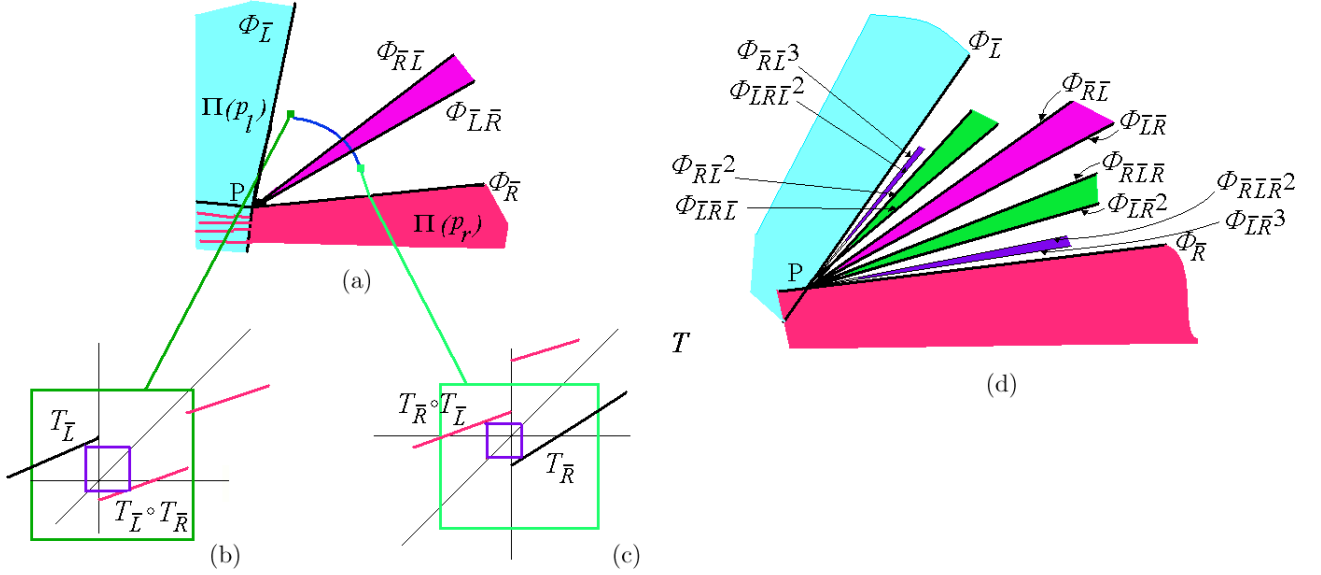 Φ_L̄
Φ_R̄L̄
Π(p_l)
Φ_L̄R̄
P
Φ_R̄
Π(p_r)
(a)
T_L̄
T_L̄∘T_R̄
(b)
T_R̄∘T_L̄
T_R̄
(c)
Φ_L̄
Φ_R̄L̄³
Φ_L̄R̄L̄²
Φ_R̄L̄
Φ_L̄R̄
Φ_R̄L̄²
Φ_L̄R̄L̄
Φ_R̄L̄R̄
Φ_R̄L̄R̄²
Φ_L̄R̄²
Φ_L̄R̄³
Φ_R̄
P
T
(d)